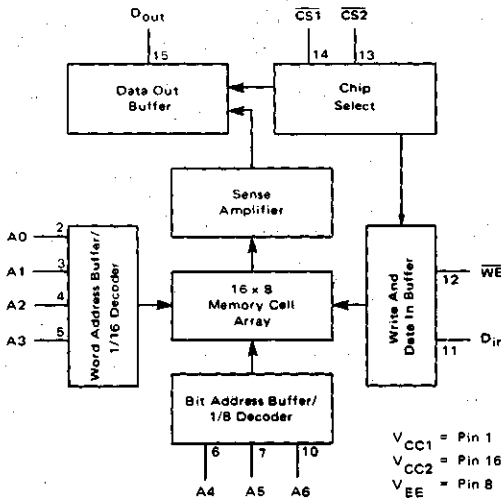 Dout
CS1 CS2
15
14
13
Data Out
Buffer
Chip
Select
Sense
Amplifier
A0
2
A1
3
A2
4
A3
5
Word Address Buffer/
1/16 Decoder
16 x 8
Memory Cell
Array
Write And
Data In Buffer
12
WE
11
Din
Bit Address Buffer/
1/8 Decoder
6
7
10
A4
A5
A6
VCC1 = Pin 1
VCC2 = Pin 16
VEE = Pin 8